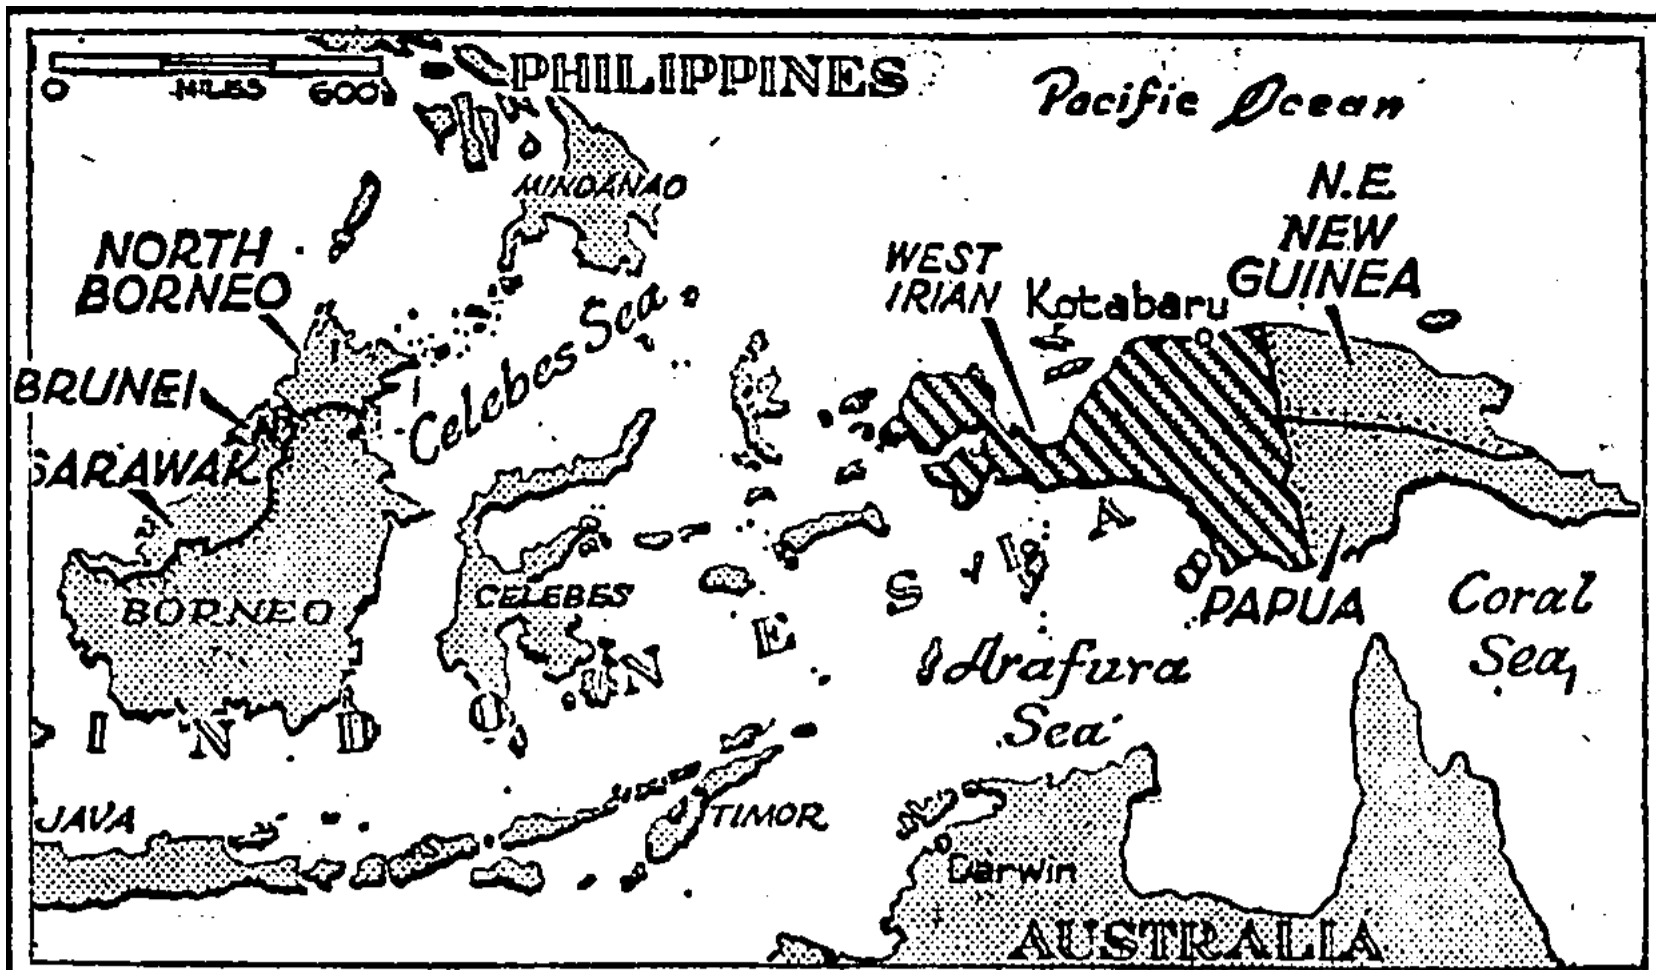 PHILIPPINES
Pacific Ocean
0 MILES 600
MINDANAO
N.E.
NEW
GUINEA
NORTH
BORNEO
WEST
IRIAN
Kotabaru
Celebes Sea
BRUNEI
SARAWAK
BORNEO
CELEBES
INDONESIA
PAPUA
Coral
Sea
Arafura
Sea
JAVA
TIMOR
Darwin
AUSTRALIA